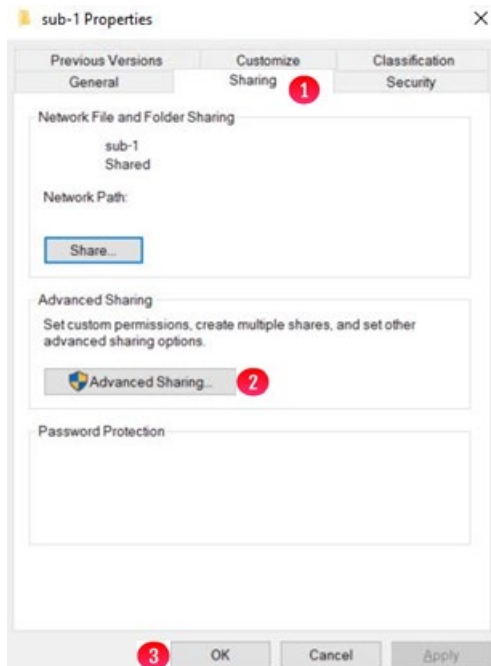 sub-1 Properties
Previous Versions Customize Classification
General Sharing 1 Security
Network File and Folder Sharing
sub-1
Shared
Network Path:
Share...
Advanced Sharing
Set custom permissions, create multiple shares, and set other
advanced sharing options.
Advanced Sharing... 2
Password Protection
3 OK Cancel Apply